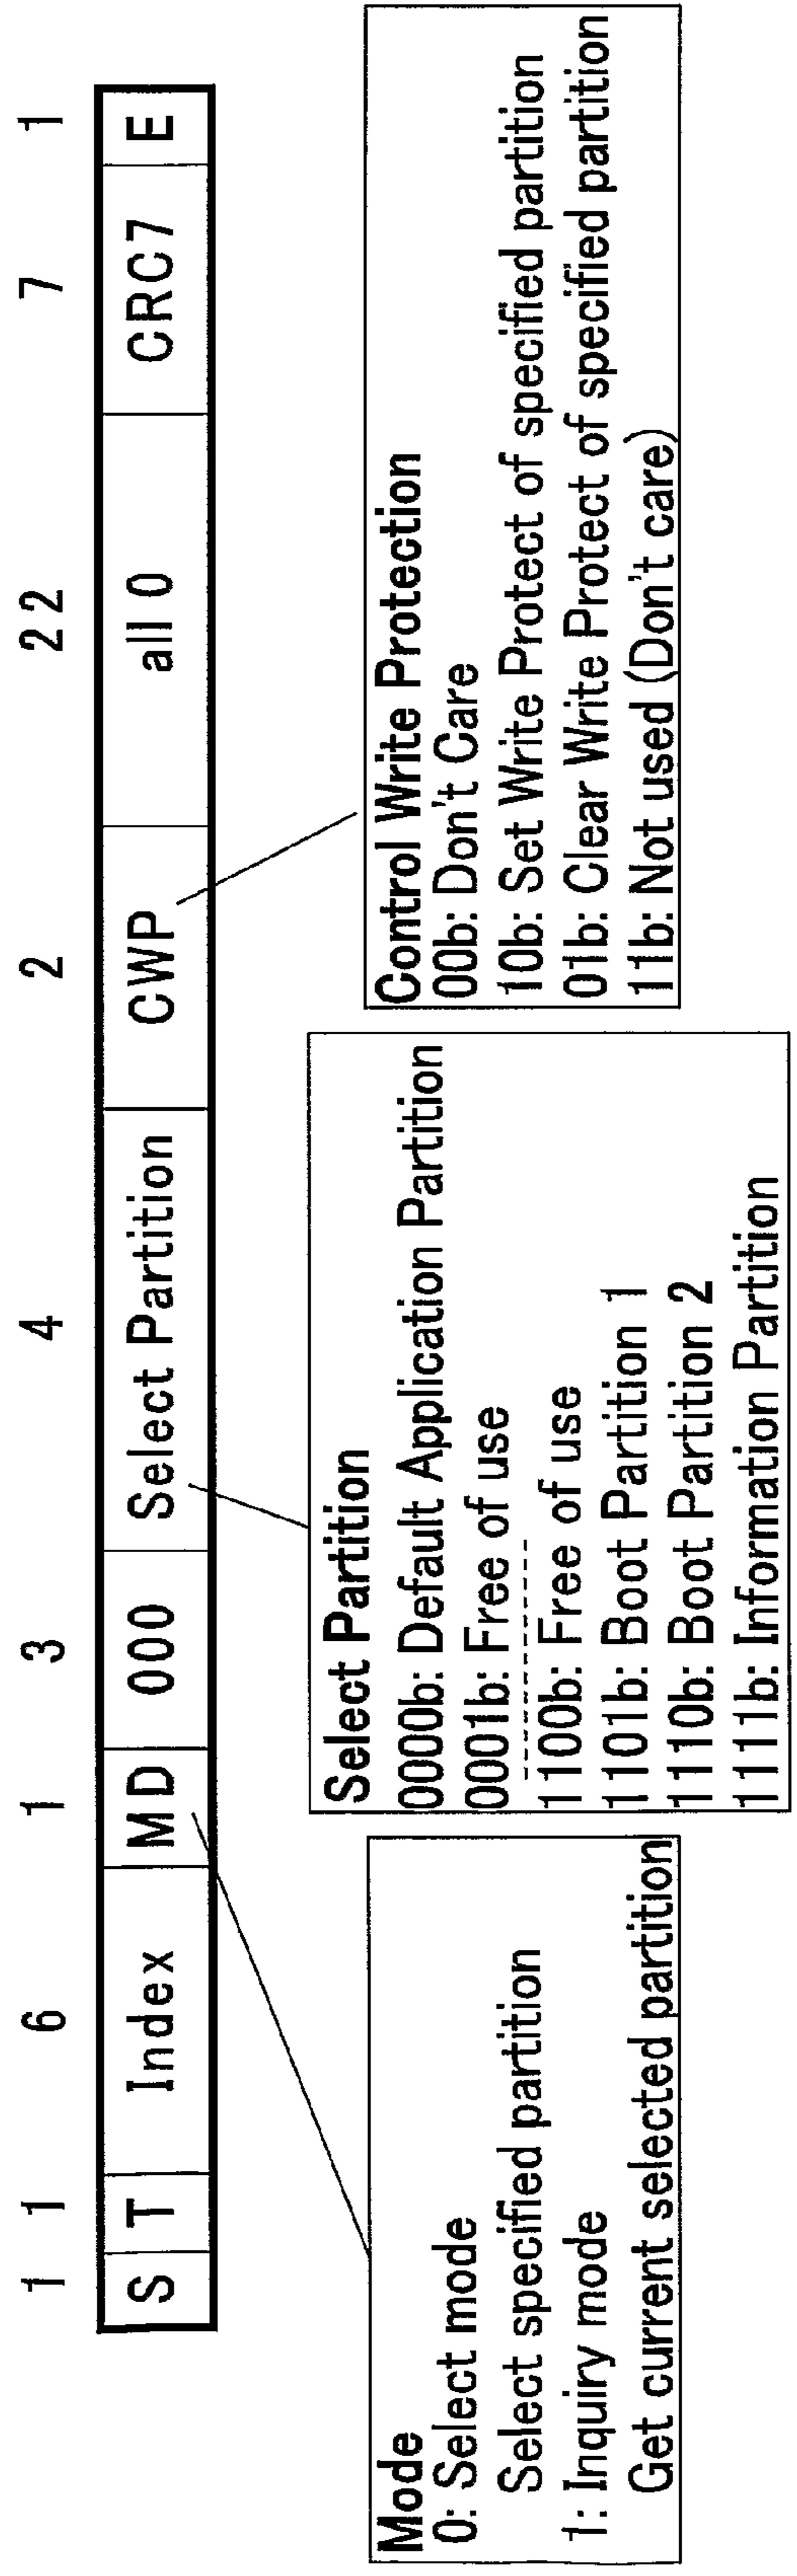 1 1 6 1 3 4 2 22 7 1
S T Index MD 000 Select Partition CWP all 0 CRC7 E
Mode
0: Select mode
Select specified partition
1: Inquiry mode
Get current selected partition
Select Partition
0000b: Default Application Partition
0001b: Free of use
1100b: Free of use
1101b: Boot Partition 1
1110b: Boot Partition 2
1111b: Information Partition
Control Write Protection
00b: Don't Care
10b: Set Write Protect of specified partition
01b: Clear Write Protect of specified partition
11b: Not used (Don't care)